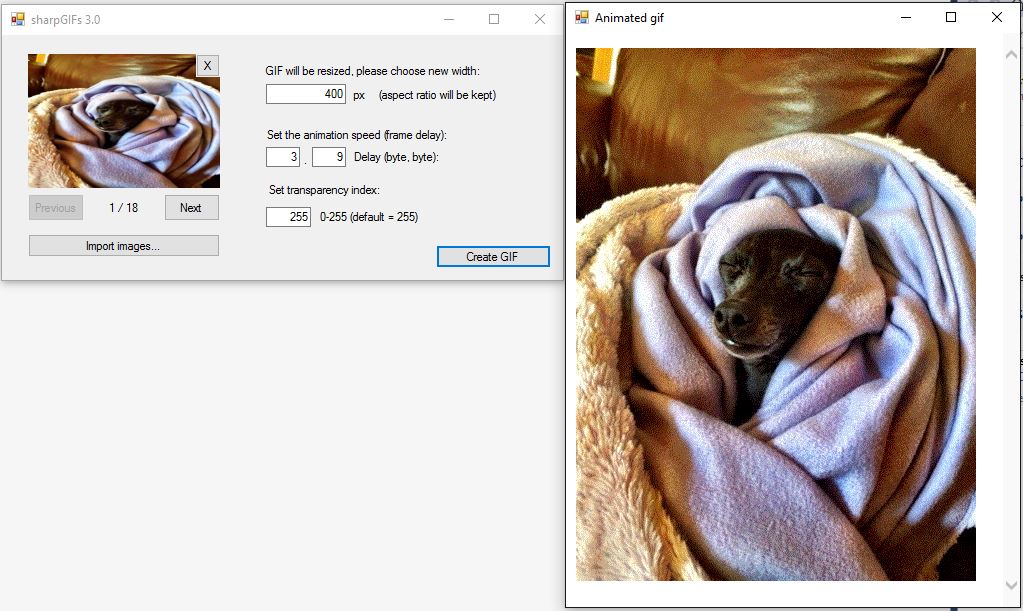 sharpGIFs 3.0
X
GIF will be resized, please choose new width:
400 px (aspect ratio will be kept)
Set the animation speed (frame delay):
3 . 9 Delay (byte, byte):
Set transparency index:
255 0-255 (default = 255)
Previous 1 / 18 Next
Import images...
Create GIF
Animated gif